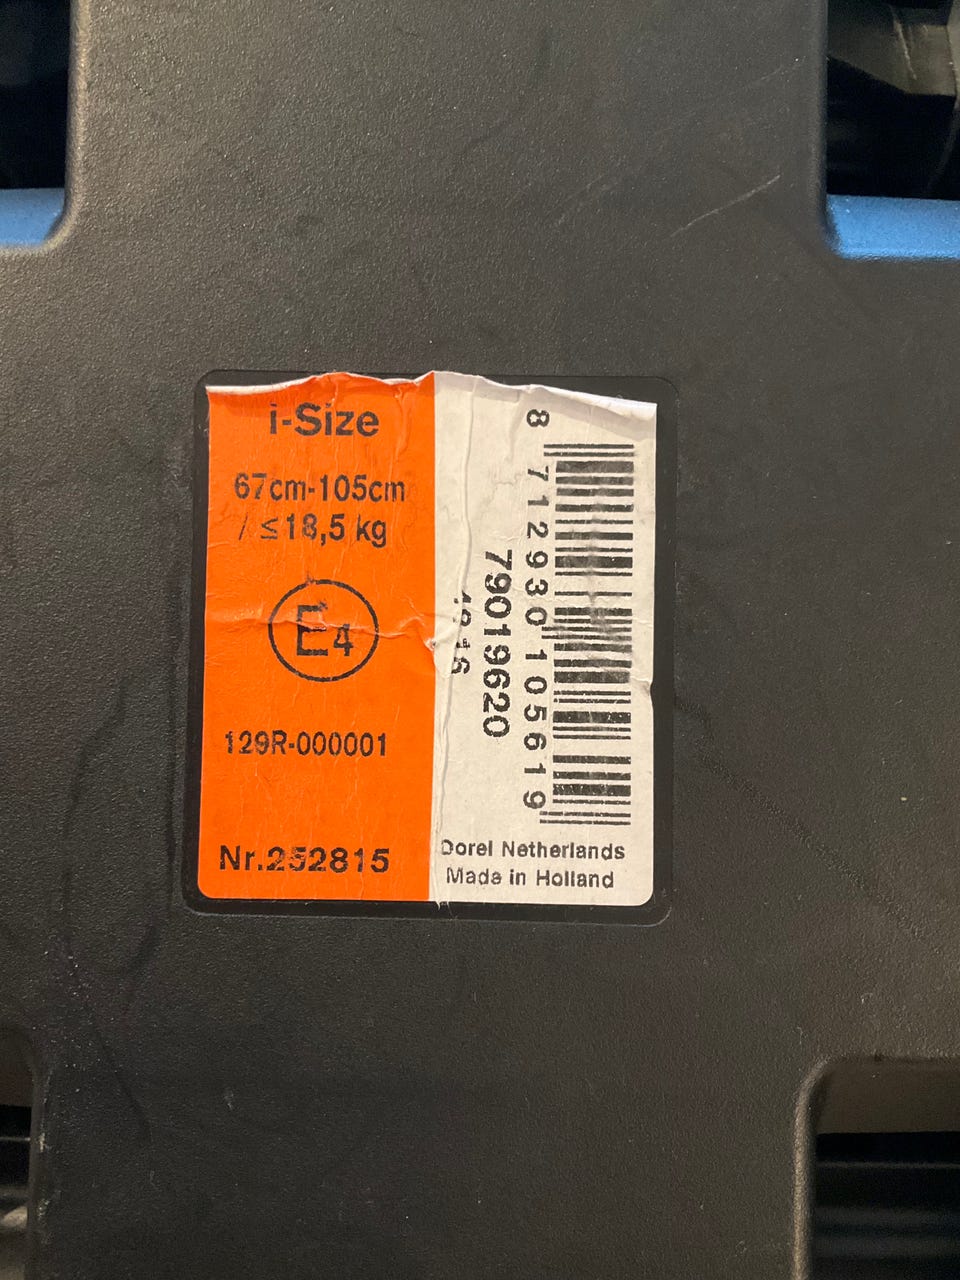 i-Size
67cm-105cm
/ ≤18,5 kg
E4
129R-000001
Nr.252815
8 712930 105619
79019620
Dorel Netherlands
Made in Holland